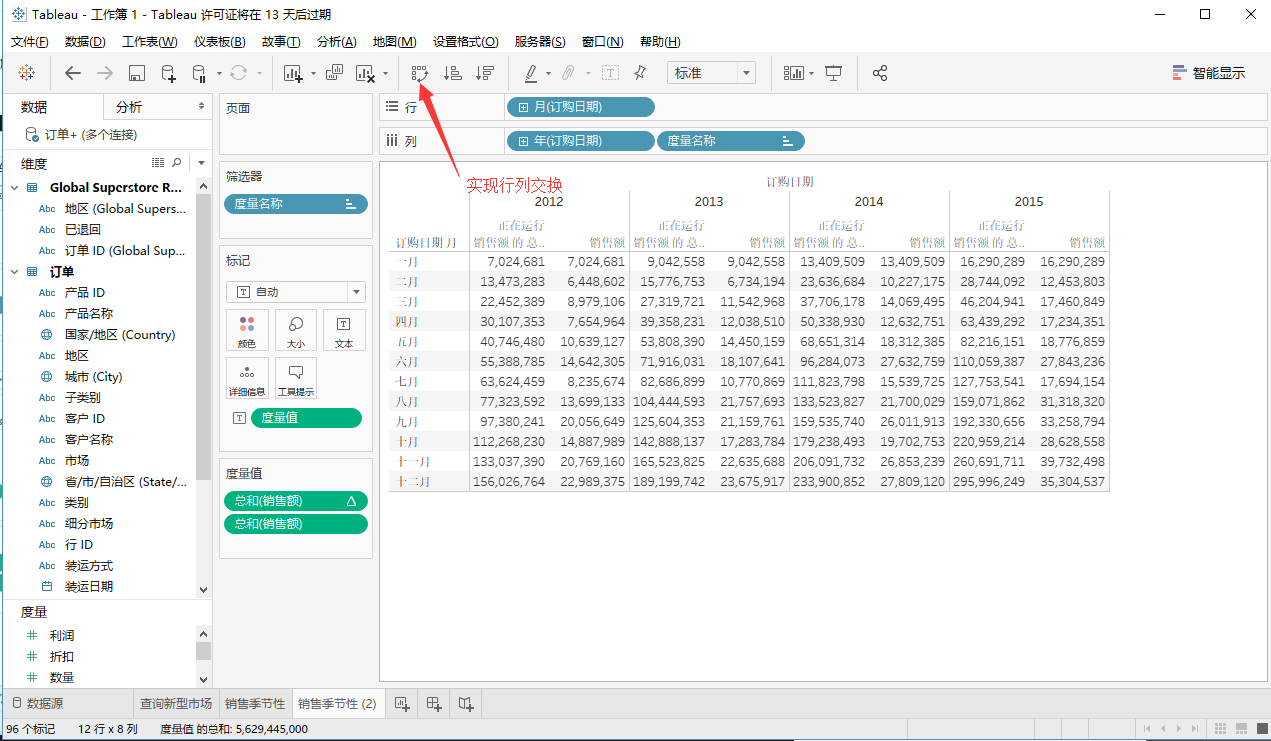 Tableau - 工作簿 1 - Tableau 许可证将在 13 天后过期
文件(F) 数据(D) 工作表(W) 仪表板(B) 故事(T) 分析(A) 地图(M) 设置格式(O) 服务器(S) 窗口(N) 帮助(H)
标准 智能显示
数据 分析
订单+ (多个连接)
维度
Global Superstore R...
Abc 地区 (Global Supers...
Abc 已退回
Abc 订单 ID (Global Sup...
订单
Abc 产品 ID
Abc 产品名称
国家/地区 (Country)
Abc 地区
城市 (City)
Abc 子类别
Abc 客户 ID
Abc 客户名称
Abc 市场
省/市/自治区 (State/...
Abc 类别
Abc 细分市场
Abc 行 ID
Abc 装运方式
装运日期
度量
利润
折扣
数量
页面
筛选器
度量名称
标记
T 自动
颜色 大小 T 文本
详细信息 工具提示
T 度量值
度量值
总和(销售额) Δ
总和(销售额)
行 月(订购日期)
列 年(订购日期) 度量名称
实现行列交换
订购日期
2012 2013 2014 2015
正在运行 正在运行 正在运行 正在运行
订购日期 月 销售额 的 总.. 销售额 销售额 的 总.. 销售额 销售额 的 总.. 销售额 销售额 的 总.. 销售额
一月 7,024,681 7,024,681 9,042,558 9,042,558 13,409,509 13,409,509 16,290,289 16,290,289
二月 13,473,283 6,448,602 15,776,753 6,734,194 23,636,684 10,227,175 28,744,092 12,453,803
三月 22,452,389 8,979,106 27,319,721 11,542,968 37,706,178 14,069,495 46,204,941 17,460,849
四月 30,107,353 7,654,964 39,358,231 12,038,510 50,338,930 12,632,751 63,439,292 17,234,351
五月 40,746,480 10,639,127 53,808,390 14,450,159 68,651,314 18,312,385 82,216,151 18,776,859
六月 55,388,785 14,642,305 71,916,031 18,107,641 96,284,073 27,632,759 110,059,387 27,843,236
七月 63,624,459 8,235,674 82,686,899 10,770,869 111,823,798 15,539,725 127,753,541 17,694,154
八月 77,323,592 13,699,133 104,444,593 21,757,693 133,523,827 21,700,029 159,071,862 31,318,320
九月 97,380,241 20,056,649 125,604,353 21,159,761 159,535,740 26,011,913 192,330,656 33,258,794
十月 112,268,230 14,887,989 142,888,137 17,283,784 179,238,493 19,702,753 220,959,214 28,628,558
十一月 133,037,390 20,769,160 165,523,825 22,635,688 206,091,732 26,853,239 260,691,711 39,732,498
十二月 156,026,764 22,989,375 189,199,742 23,675,917 233,900,852 27,809,120 295,996,249 35,304,537
数据源 查询新型市场 销售季节性 销售季节性 (2)
96 个标记 12 行 x 8 列 度量值 的总和: 5,629,445,000